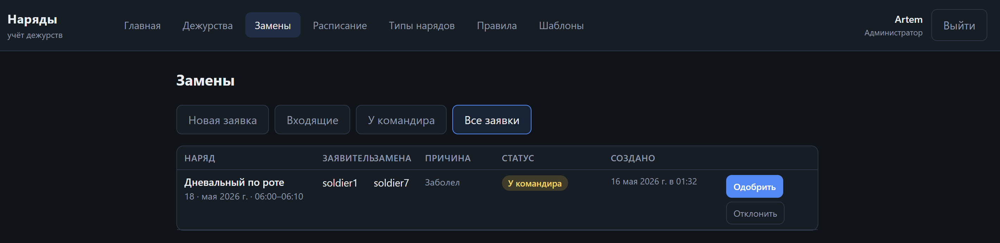 Наряды
учёт дежурств
Главная Дежурства Замены Расписание Типы нарядов Правила Шаблоны
Artem
Администратор
Выйти
Замены
Новая заявка Входящие У командира Все заявки
НАРЯД ЗАЯВИТЕЛЬ ЗАМЕНА ПРИЧИНА СТАТУС СОЗДАНО
Дневальный по роте soldier1 soldier7 Заболел У командира 16 мая 2026 г. в 01:32 Одобрить
18 · мая 2026 г. · 06:00–06:10
Отклонить